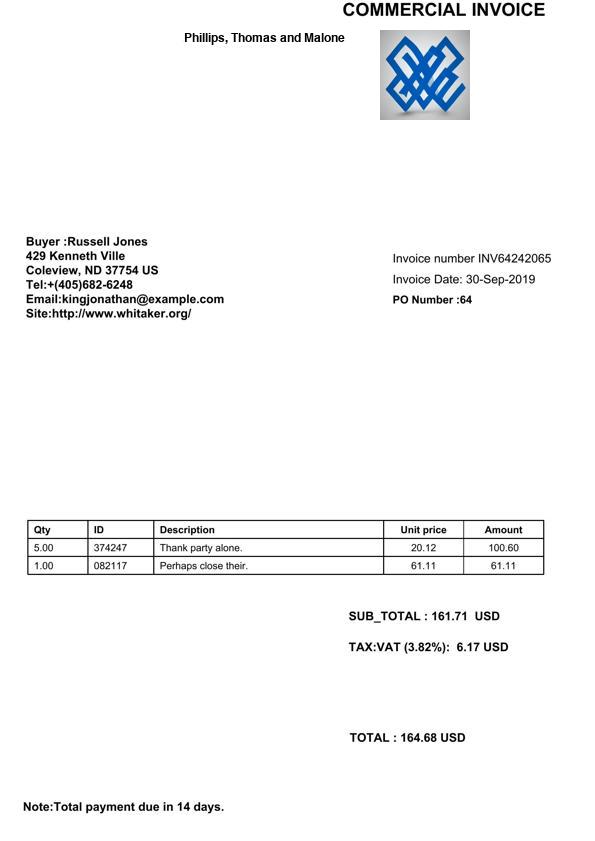 COMMERCIAL INVOICE
Phillips, Thomas and Malone
Buyer :Russell Jones
429 Kenneth Ville
Coleview, ND 37754 US
Tel:+(405)682-6248
Email:kingjonathan@example.com
Site:http://www.whitaker.org/
Invoice number INV64242065
Invoice Date: 30-Sep-2019
PO Number :64
Qty ID Description Unit price Amount
5.00 374247 Thank party alone. 20.12 100.60
1.00 082117 Perhaps close their. 61.11 61.11
SUB_TOTAL : 161.71 USD
TAX:VAT (3.82%): 6.17 USD
TOTAL : 164.68 USD
Note:Total payment due in 14 days.